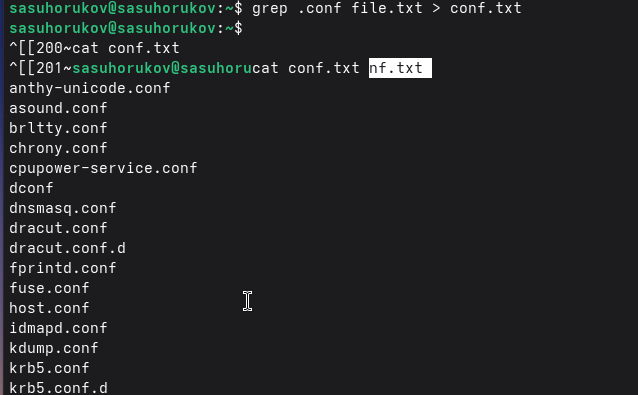 sasuhorukov@sasuhorukov:~$ grep .conf file.txt > conf.txt
sasuhorukov@sasuhorukov:~$
^[[200~cat conf.txt
^[[201~sasuhorukov@sasuhorucat conf.txt nf.txt
anthy-unicode.conf
asound.conf
brltty.conf
chrony.conf
cpupower-service.conf
dconf
dnsmasq.conf
dracut.conf
dracut.conf.d
fprintd.conf
fuse.conf
host.conf
idmapd.conf
kdump.conf
krb5.conf
krb5.conf.d